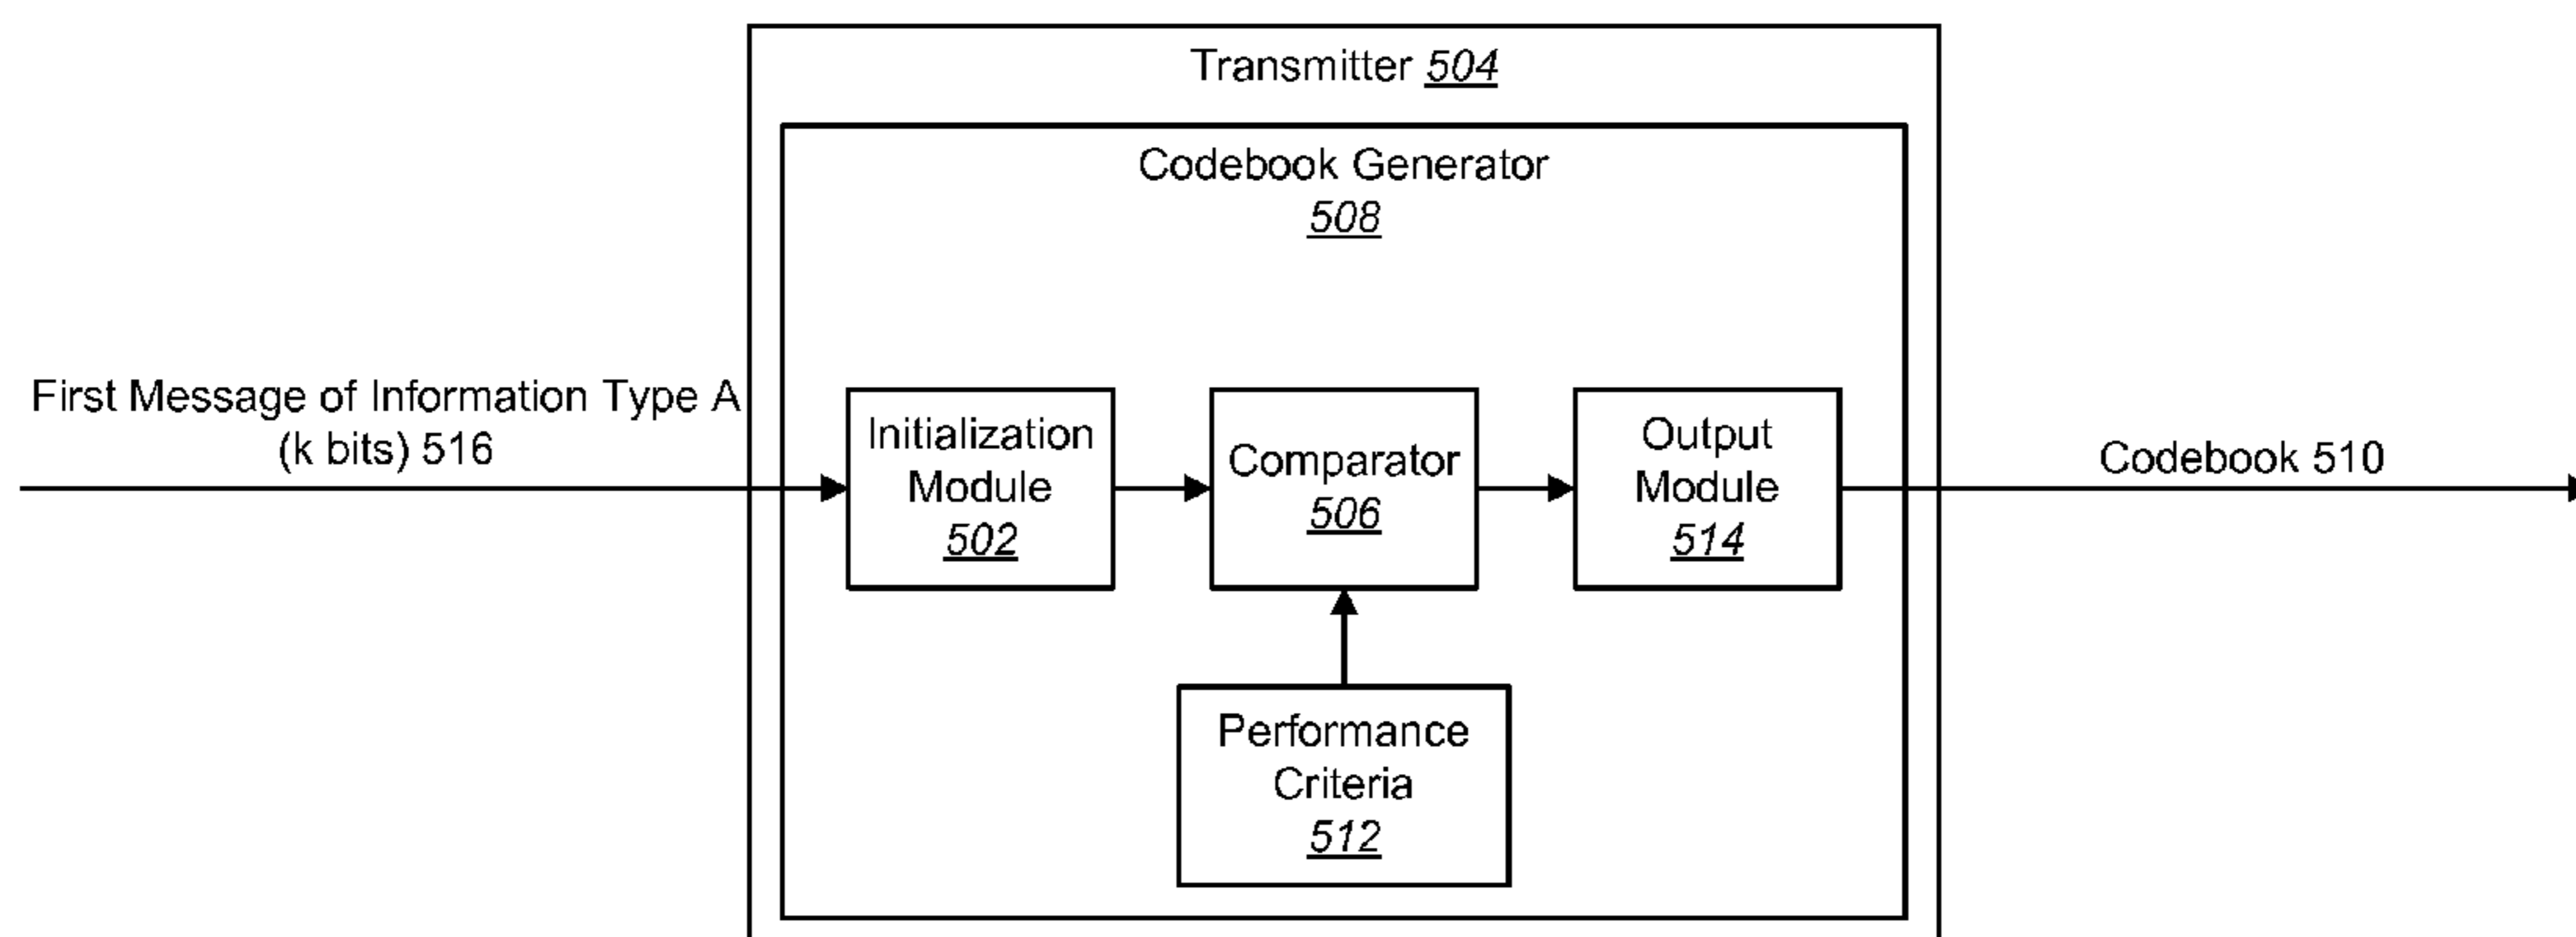 Transmitter 504
Codebook Generator
508
First Message of Information Type A
(k bits) 516
Initialization
Module
502
Comparator
506
Output
Module
514
Codebook 510
Performance
Criteria
512